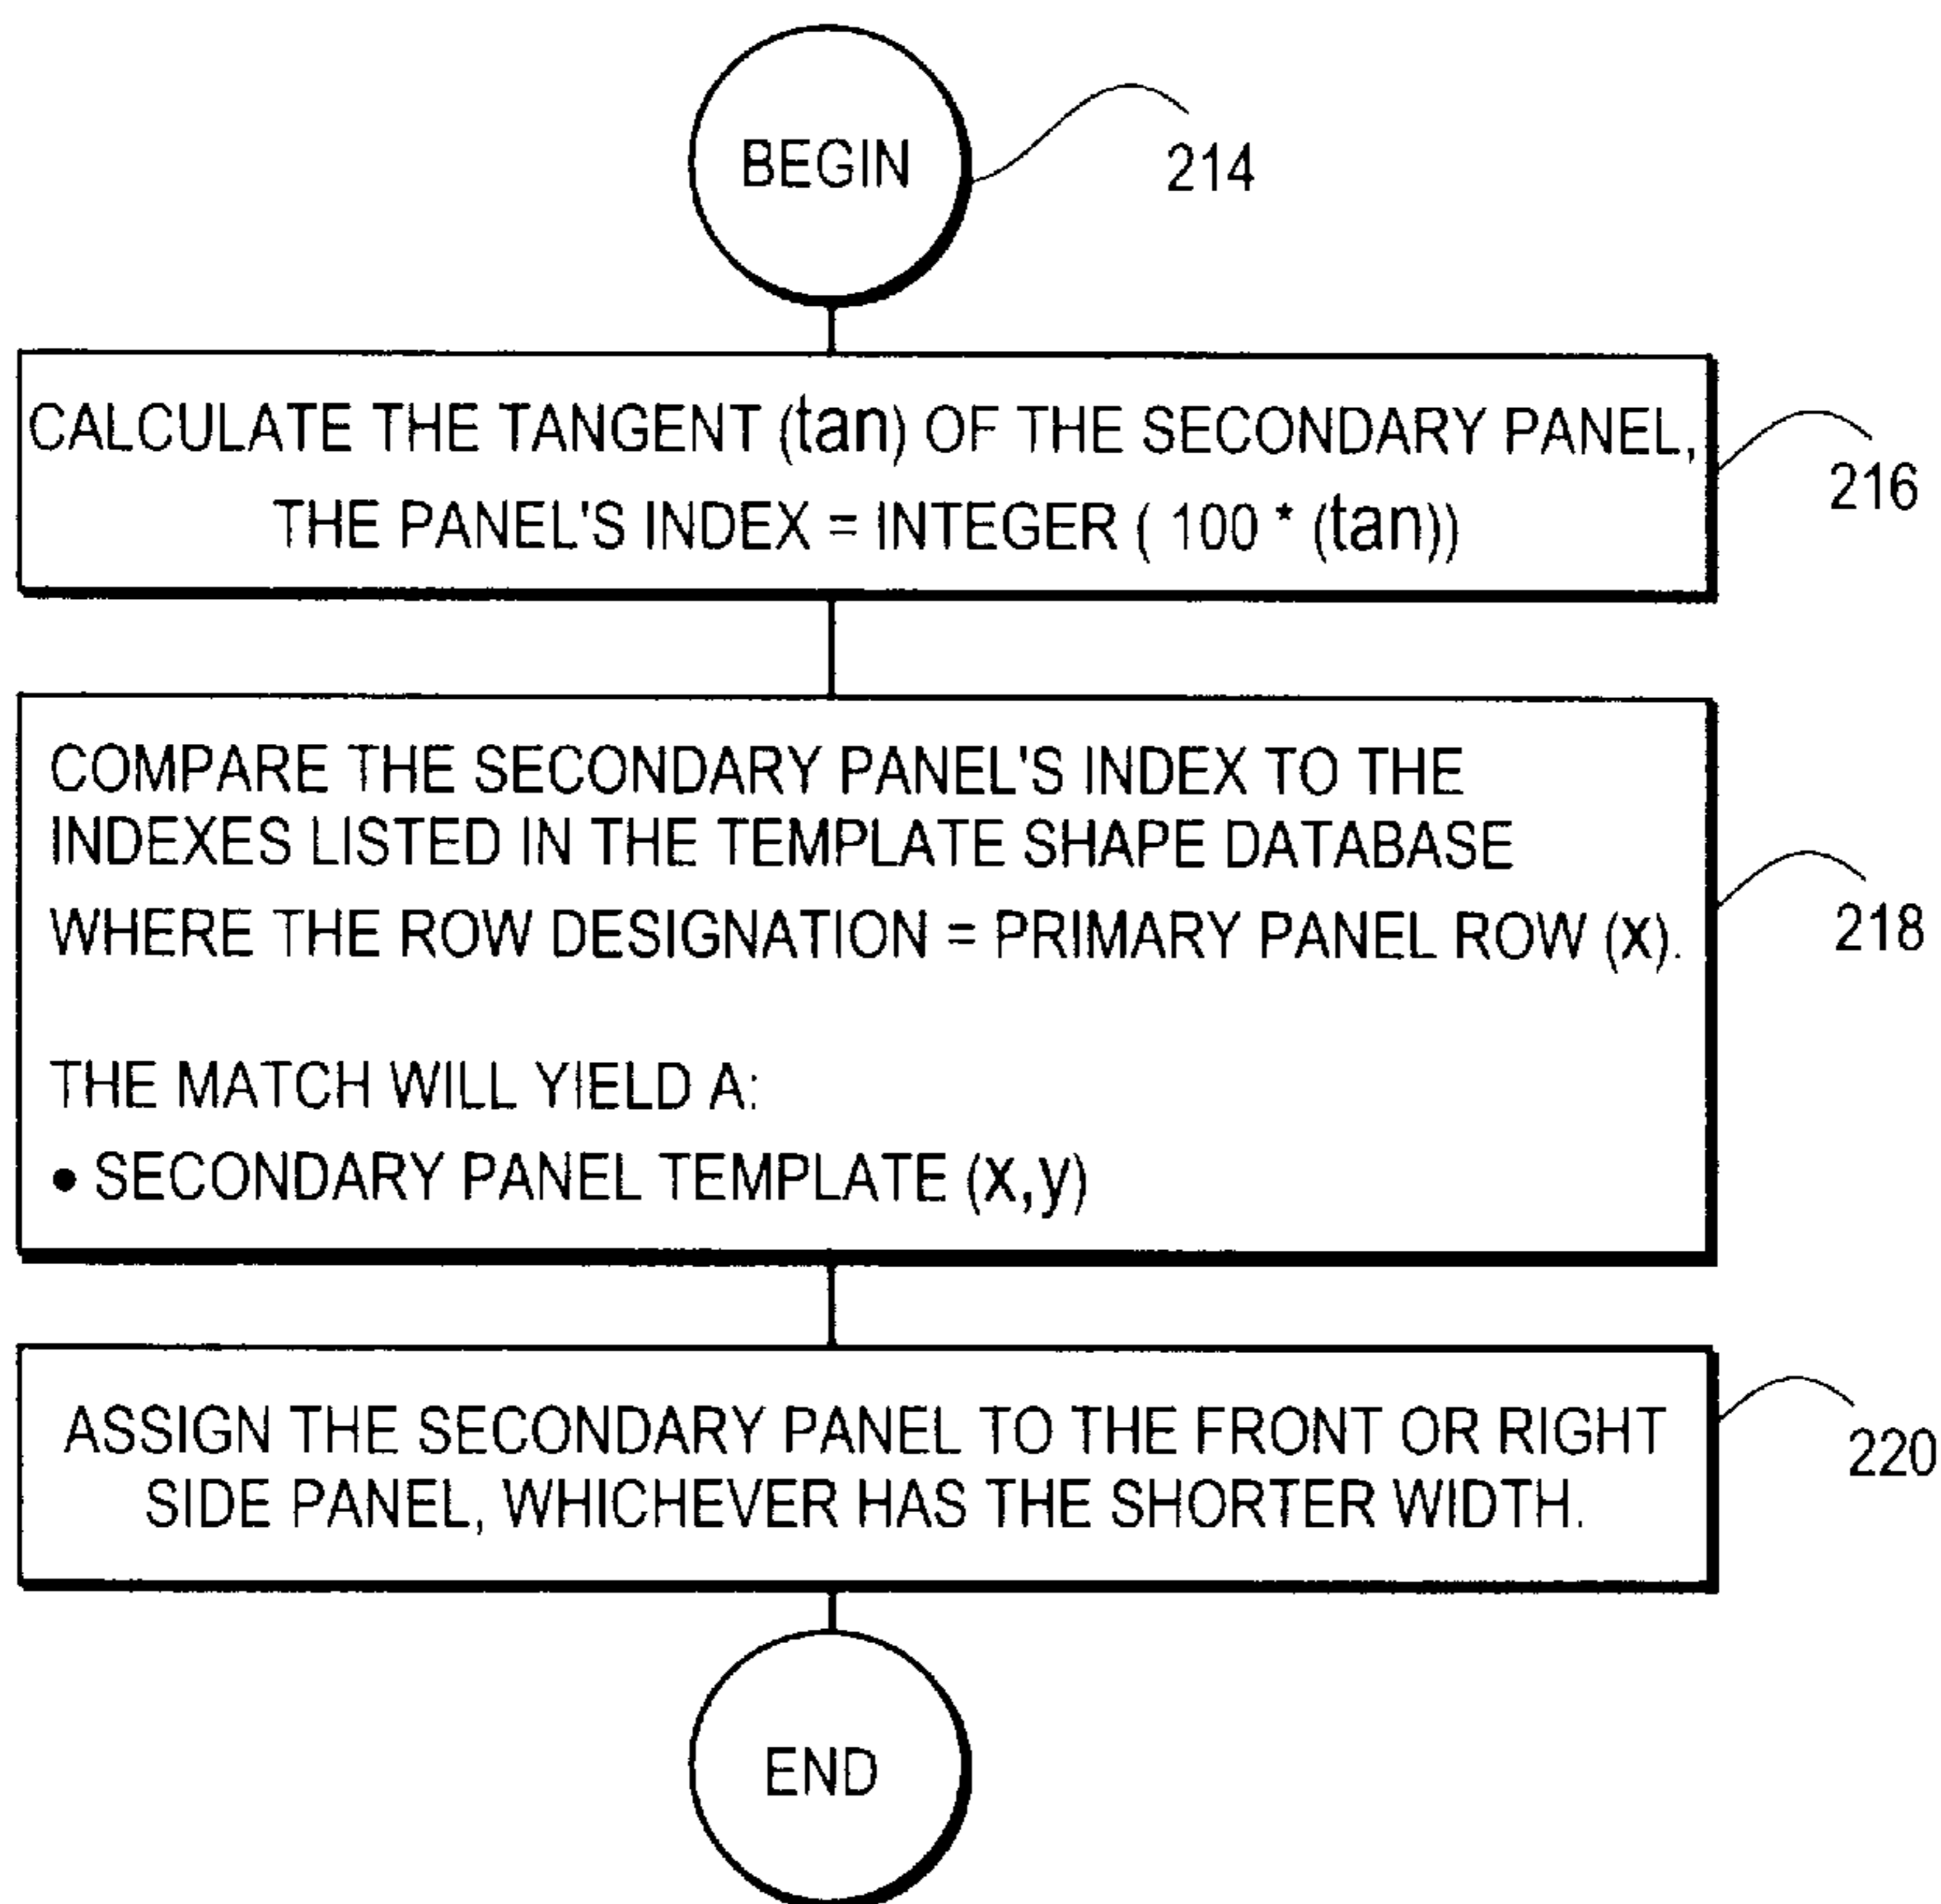 BEGIN
214
CALCULATE THE TANGENT (tan) OF THE SECONDARY PANEL,
THE PANEL'S INDEX = INTEGER ( 100 * (tan))
216
COMPARE THE SECONDARY PANEL'S INDEX TO THE
INDEXES LISTED IN THE TEMPLATE SHAPE DATABASE
WHERE THE ROW DESIGNATION = PRIMARY PANEL ROW (x).
218
THE MATCH WILL YIELD A:
• SECONDARY PANEL TEMPLATE (x,y)
ASSIGN THE SECONDARY PANEL TO THE FRONT OR RIGHT
SIDE PANEL, WHICHEVER HAS THE SHORTER WIDTH.
220
END